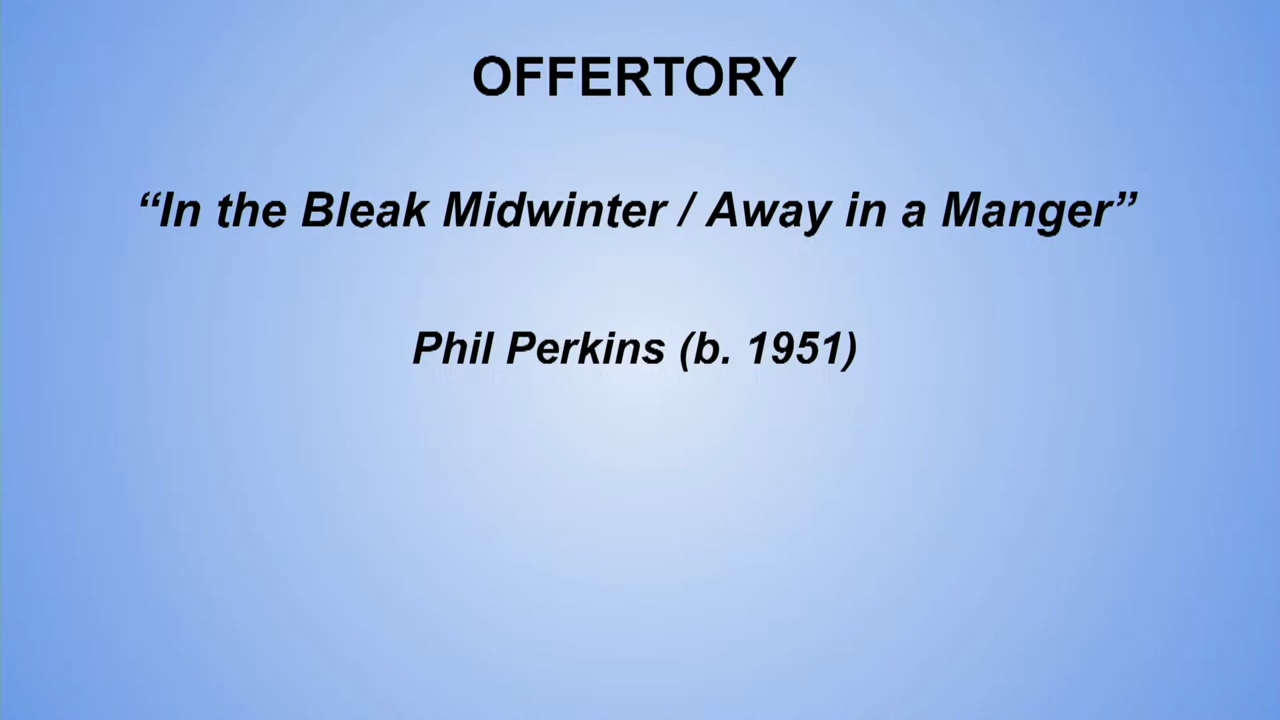 OFFERTORY
“In the Bleak Midwinter / Away in a Manger”
Phil Perkins (b. 1951)